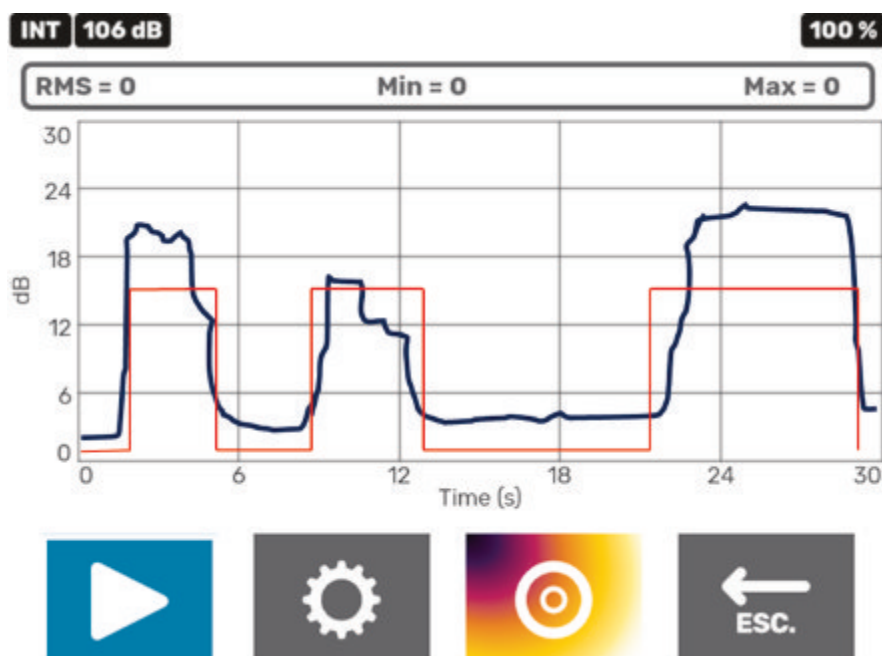 INT 106 dB 100 %
RMS = 0 Min = 0 Max = 0
30
24
18
dB
12
6
0
0 6 12 18 24 30
Time (s)
ESC.